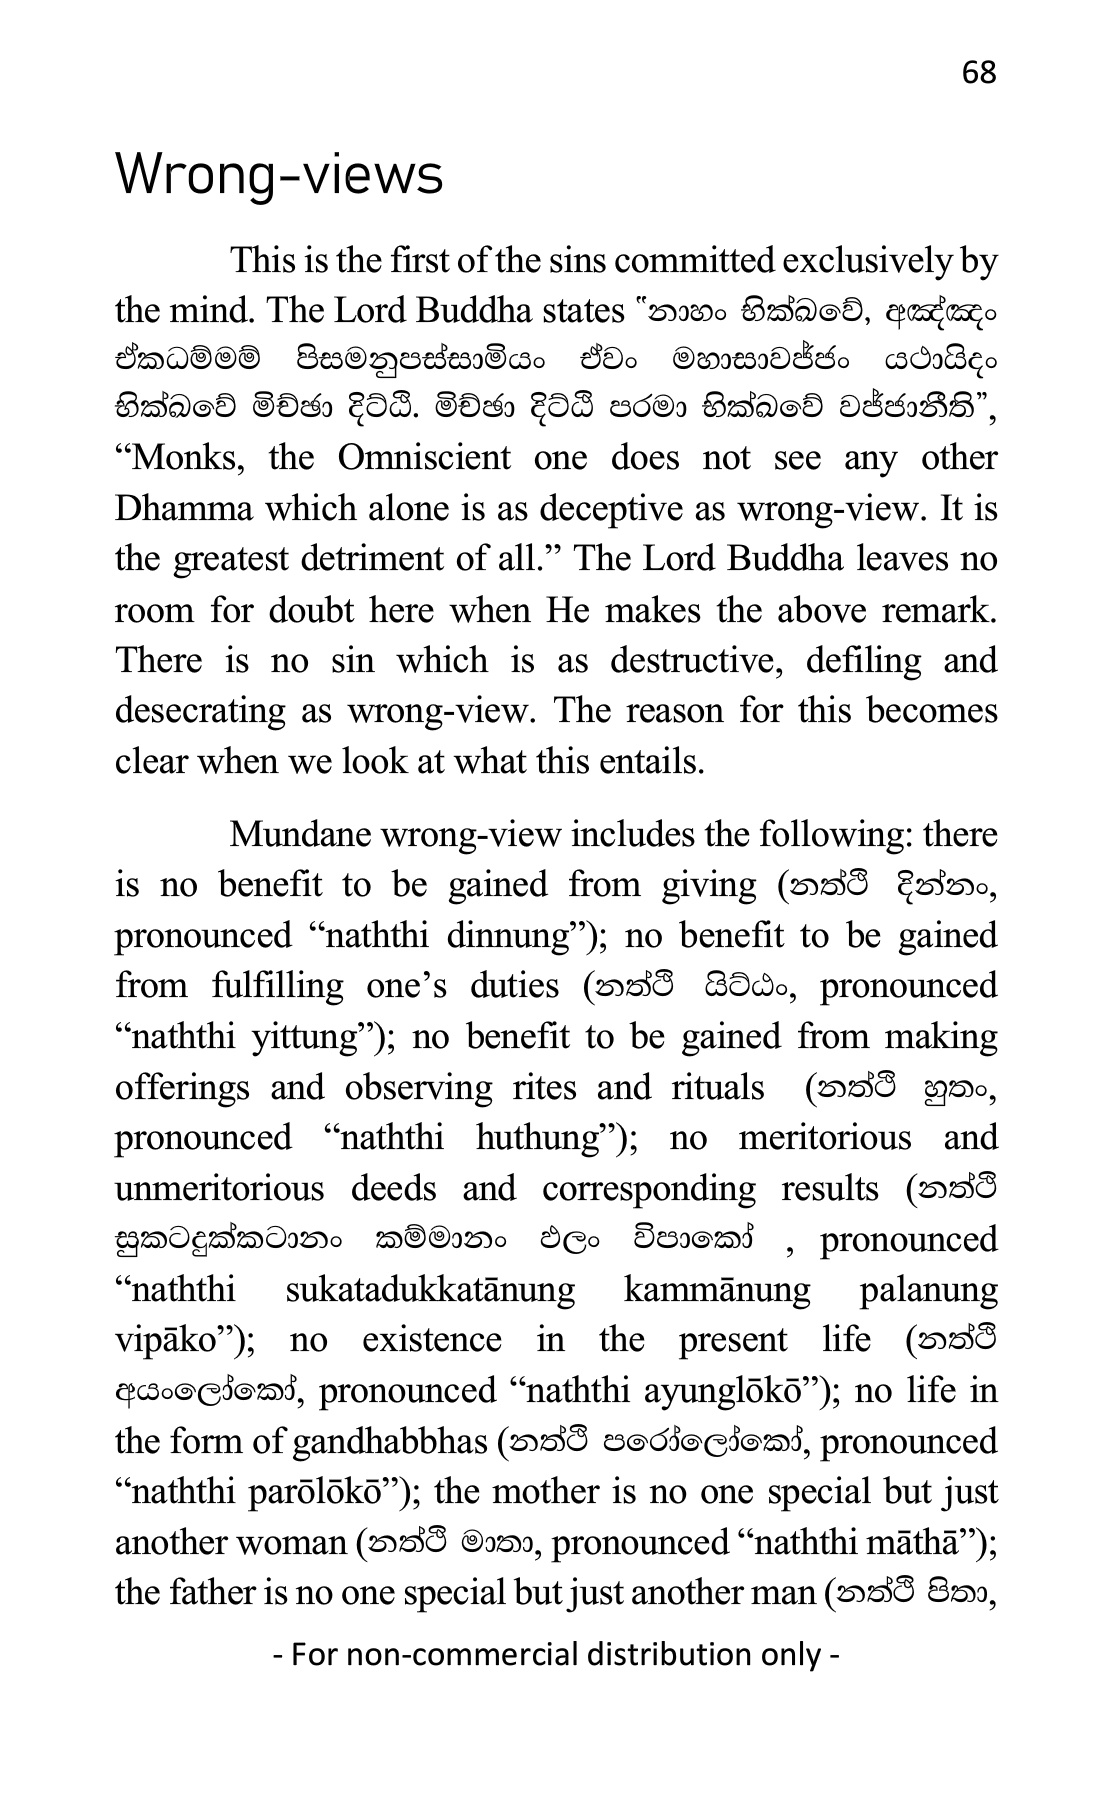 68
Wrong-views
This is the first of the sins committed exclusively by
the mind. The Lord Buddha states “නාහං භික්ඛවේ, අඤ්ඤං
ඒකධම්මම් පිසමනුපස්සාමියං ඒවං මහාසාවජ්ජං යථායිදං
භික්ඛවේ මිච්ඡා දිට්ඨි. මිච්ඡා දිට්ඨි පරමා භික්ඛවේ වජ්ජානීති”,
“Monks, the Omniscient one does not see any other
Dhamma which alone is as deceptive as wrong-view. It is
the greatest detriment of all.” The Lord Buddha leaves no
room for doubt here when He makes the above remark.
There is no sin which is as destructive, defiling and
desecrating as wrong-view. The reason for this becomes
clear when we look at what this entails.
Mundane wrong-view includes the following: there
is no benefit to be gained from giving (නත්ථි දින්නං,
pronounced “naththi dinnung”); no benefit to be gained
from fulfilling one’s duties (නත්ථි යිට්ඨං, pronounced
“naththi yittung”); no benefit to be gained from making
offerings and observing rites and rituals (නත්ථි හුතං,
pronounced “naththi huthung”); no meritorious and
unmeritorious deeds and corresponding results (නත්ථි
සුකටදුක්කටානං කම්මානං ඵලං විපාකෝ , pronounced
“naththi sukatadukkatānung kammānung palanung
vipāko”); no existence in the present life (නත්ථි
අයංලෝකෝ, pronounced “naththi ayunglōkō”); no life in
the form of gandhabbhas (නත්ථි පරෝලෝකෝ, pronounced
“naththi parōlōkō”); the mother is no one special but just
another woman (නත්ථි මාතා, pronounced “naththi māthā”);
the father is no one special but just another man (නත්ථි පිතා,
- For non-commercial distribution only -